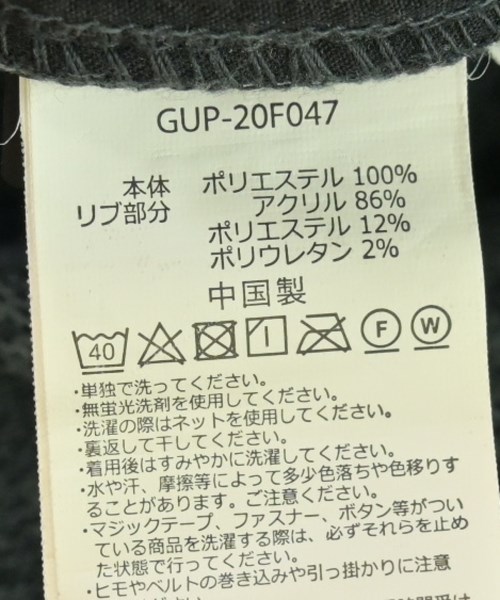 GUP-20F047
本体 ポリエステル 100%
リブ部分 アクリル 86%
ポリエステル 12%
ポリウレタン 2%
中国製
40 F W
・単独で洗ってください。
・無蛍光洗剤を使用してください。
・洗濯の際はネットを使用してください。
・裏返して干してください。
・着用後はすみやかに洗濯してください。
・水や汗、摩擦等によって多少色落ちや色移りす
ることがあります。ご注意ください。
・マジックテープ、ファスナー、ボタン等がつい
ている商品を洗濯する際は、必ずそれらを止め
た状態で行ってください。
・ヒモやベルトの巻き込みや引っ掛かりに注意
ください。